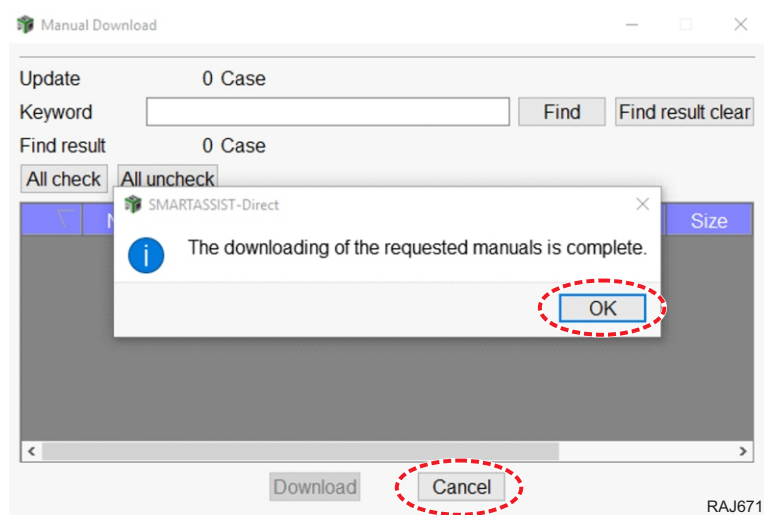 Manual Download
Update 0 Case
Keyword Find Find result clear
Find result 0 Case
All check All uncheck
SMARTASSIST-Direct
Size
The downloading of the requested manuals is complete.
OK
Download Cancel
RAJ671